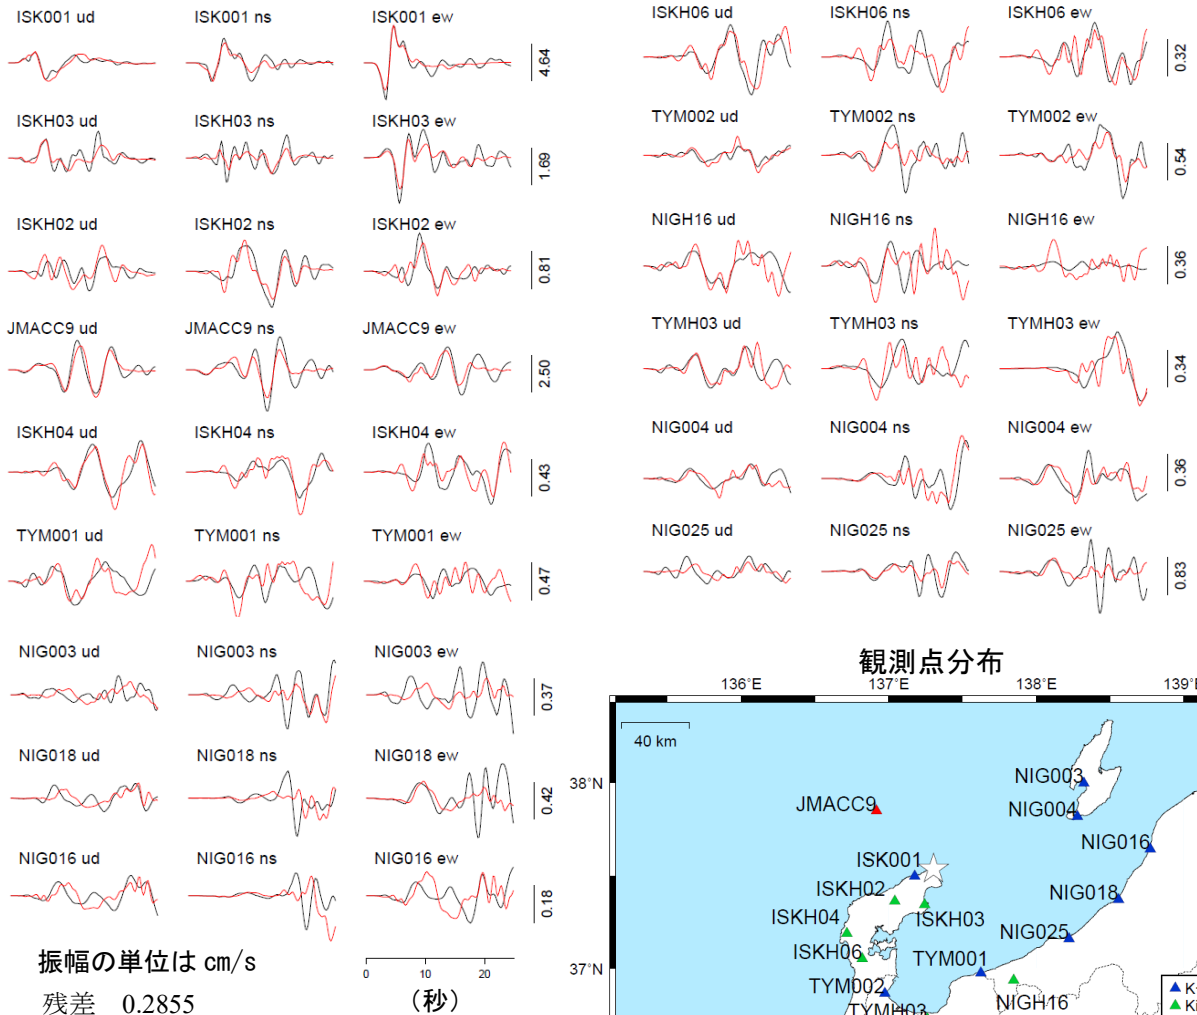 ISK001 ud ISK001 ns ISK001 ew 4.64
ISKH03 ud ISKH03 ns ISKH03 ew 1.69
ISKH02 ud ISKH02 ns ISKH02 ew 0.81
JMACC9 ud JMACC9 ns JMACC9 ew 2.50
ISKH04 ud ISKH04 ns ISKH04 ew 0.43
TYM001 ud TYM001 ns TYM001 ew 0.47
NIG003 ud NIG003 ns NIG003 ew 0.37
NIG018 ud NIG018 ns NIG018 ew 0.42
NIG016 ud NIG016 ns NIG016 ew 0.18
振幅の単位は cm/s
残差 0.2855
0 10 20
(秒)
ISKH06 ud ISKH06 ns ISKH06 ew 0.32
TYM002 ud TYM002 ns TYM002 ew 0.54
NIGH16 ud NIGH16 ns NIGH16 ew 0.36
TYMH03 ud TYMH03 ns TYMH03 ew 0.34
NIG004 ud NIG004 ns NIG004 ew 0.36
NIG025 ud NIG025 ns NIG025 ew 0.83
観測点分布
136°E 137°E 138°E 139°E
40 km
38°N
37°N
NIG003
JMACC9
NIG004
NIG016
ISK001
ISKH02
NIG018
ISKH04
ISKH03
NIG025
ISKH06
TYM001
TYM002
NIGH16
TYMH03